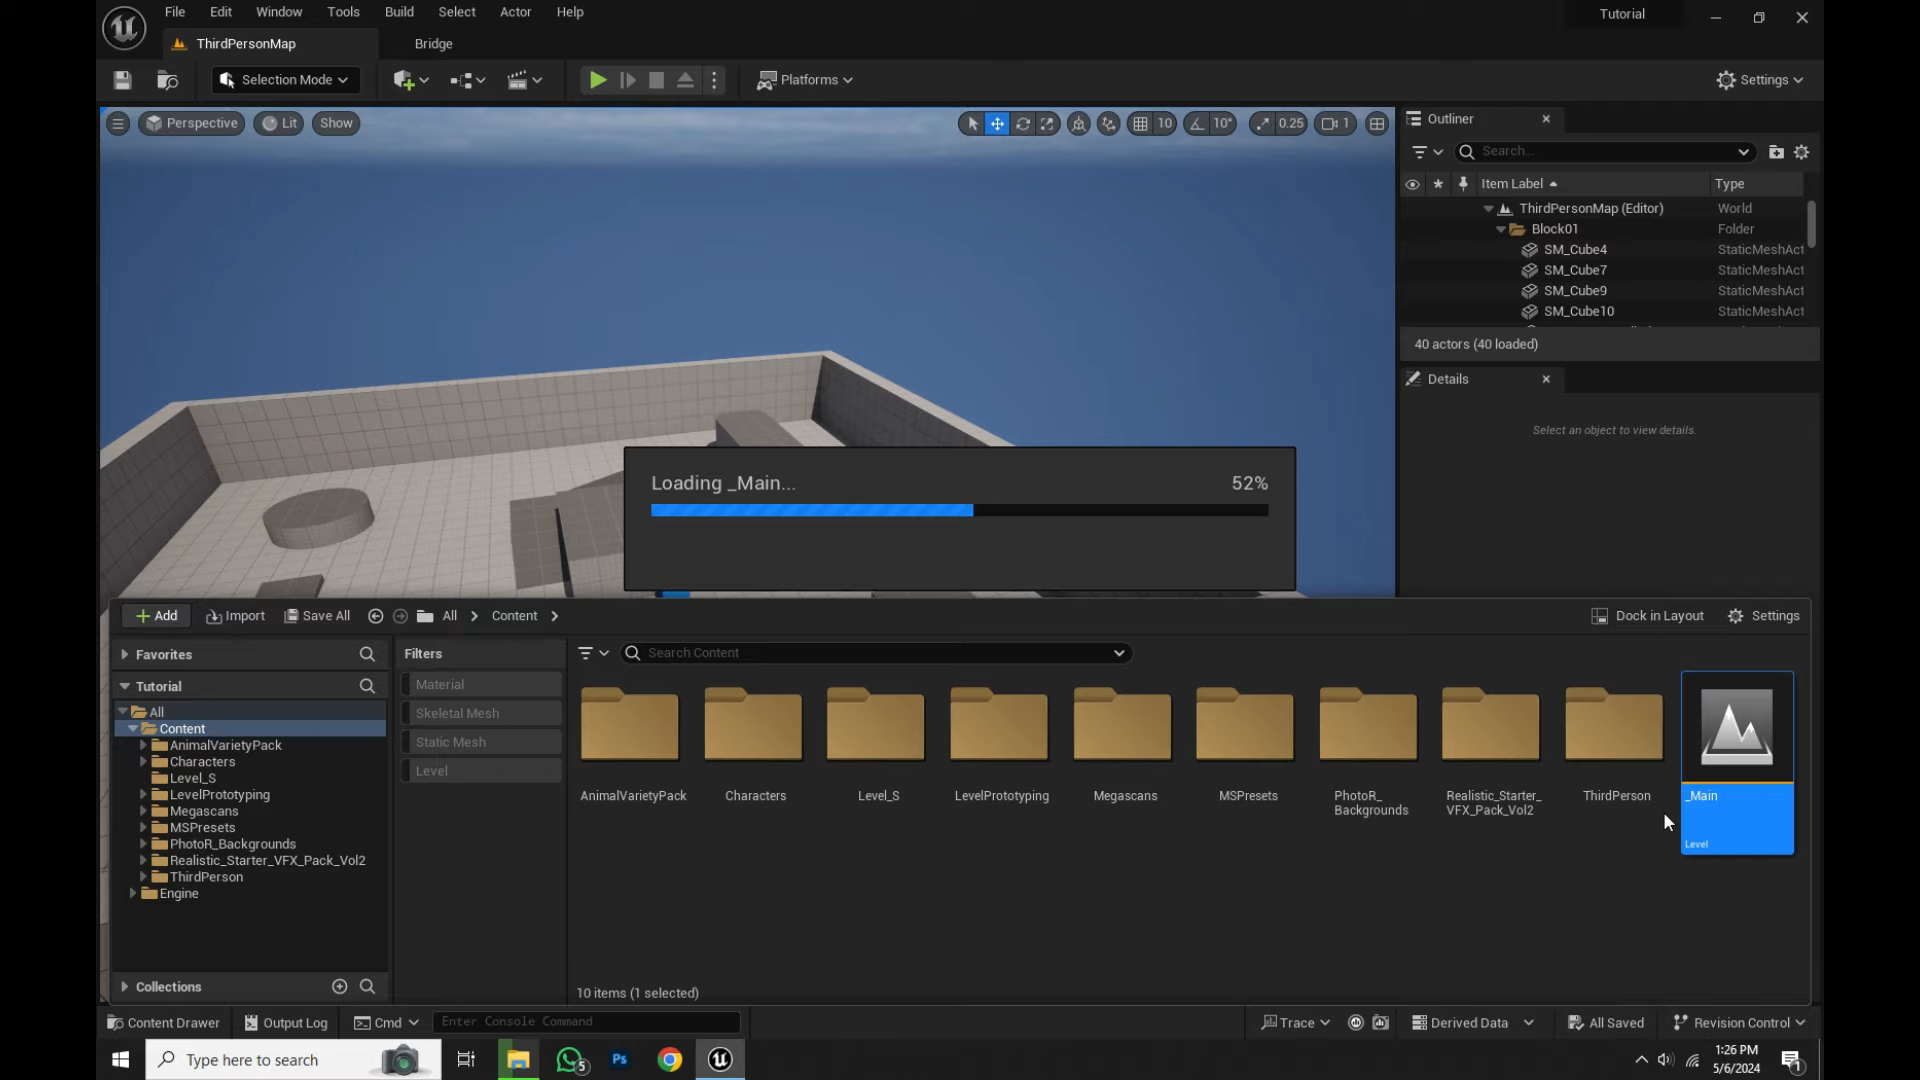 File Edit Window Tools Build Select Actor Help
Tutorial
ThirdPersonMap
Bridge
Selection Mode
Platforms
Settings
Perspective
Lit
Show
10
10°
0.25
1
Outliner
Search...
Item Label
Type
ThirdPersonMap (Editor) World
Block01 Folder
SM_Cube4 StaticMeshAct
SM_Cube7 StaticMeshAct
SM_Cube9 StaticMeshAct
SM_Cube10 StaticMeshAct
40 actors (40 loaded)
Details
Select an object to view details.
Loading _Main... 52%
Add Import Save All All Content
Dock in Layout Settings
Favorites
Tutorial
All
Content
AnimalVarietyPack
Characters
Level_S
LevelPrototyping
Megascans
MSPresets
PhotoR_Backgrounds
Realistic_Starter_VFX_Pack_Vol2
ThirdPerson
Engine
Collections
Filters
Material
Skeletal Mesh
Static Mesh
Level
Search Content
AnimalVarietyPack
Characters
Level_S
LevelPrototyping
Megascans
MSPresets
PhotoR_
Backgrounds
Realistic_Starter_
VFX_Pack_Vol2
ThirdPerson
_Main
Level
10 items (1 selected)
Content Drawer Output Log Cmd Enter Console Command
Trace Derived Data All Saved Revision Control
Type here to search
5
Ps
1:26 PM
5/6/2024
1